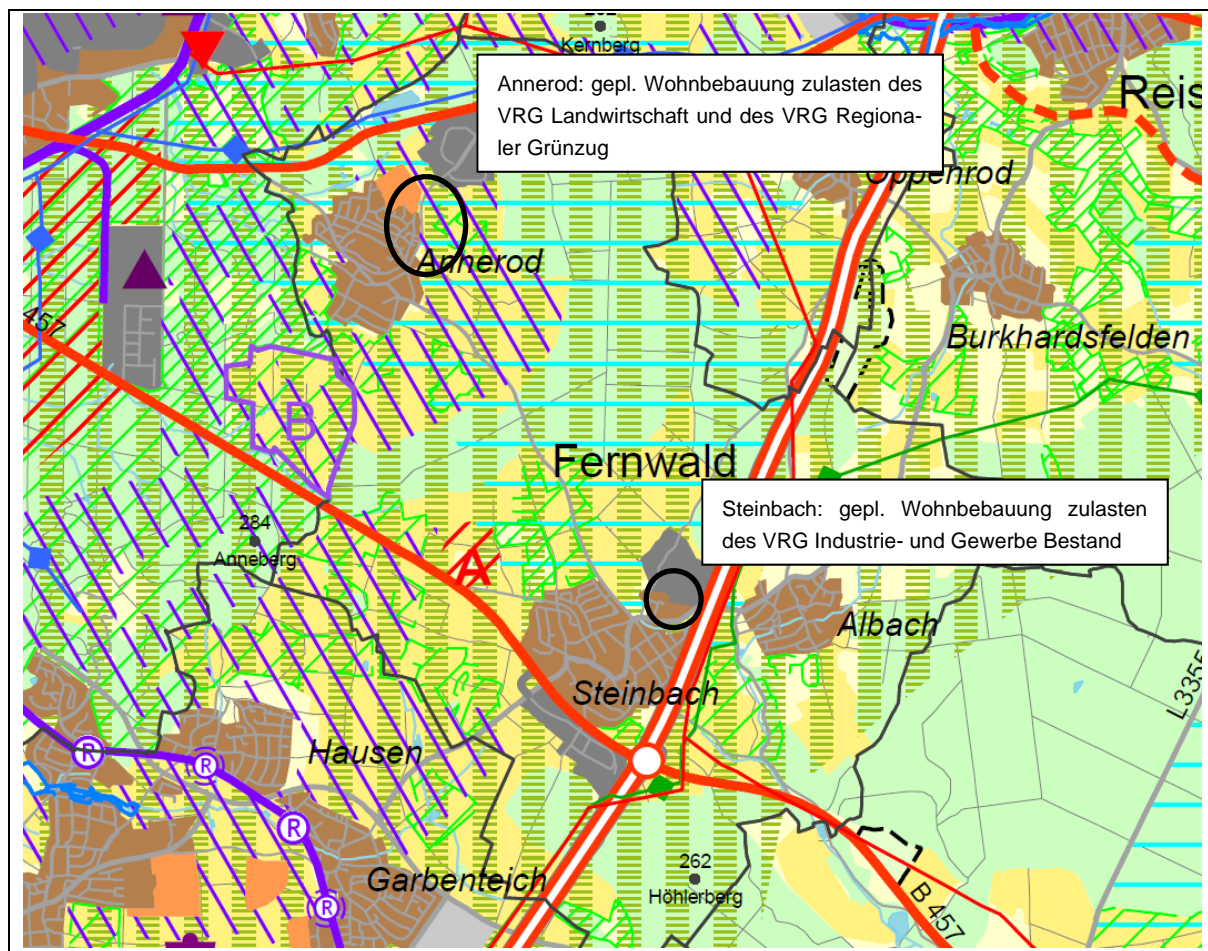 Kernberg
Annerod: gepl. Wohnbebauung zulasten des
VRG Landwirtschaft und des VRG Regiona-
ler Grünzug
Reis
Oppenrod
Annerod
457
Burkhardsfelden
B
Fernwald
Steinbach: gepl. Wohnbebauung zulasten
des VRG Industrie- und Gewerbe Bestand
284
Anneberg
A
Albach
L3355
Steinbach
Hausen
R
R
R
R
Garbenteich
262
Höhlerberg
B 457